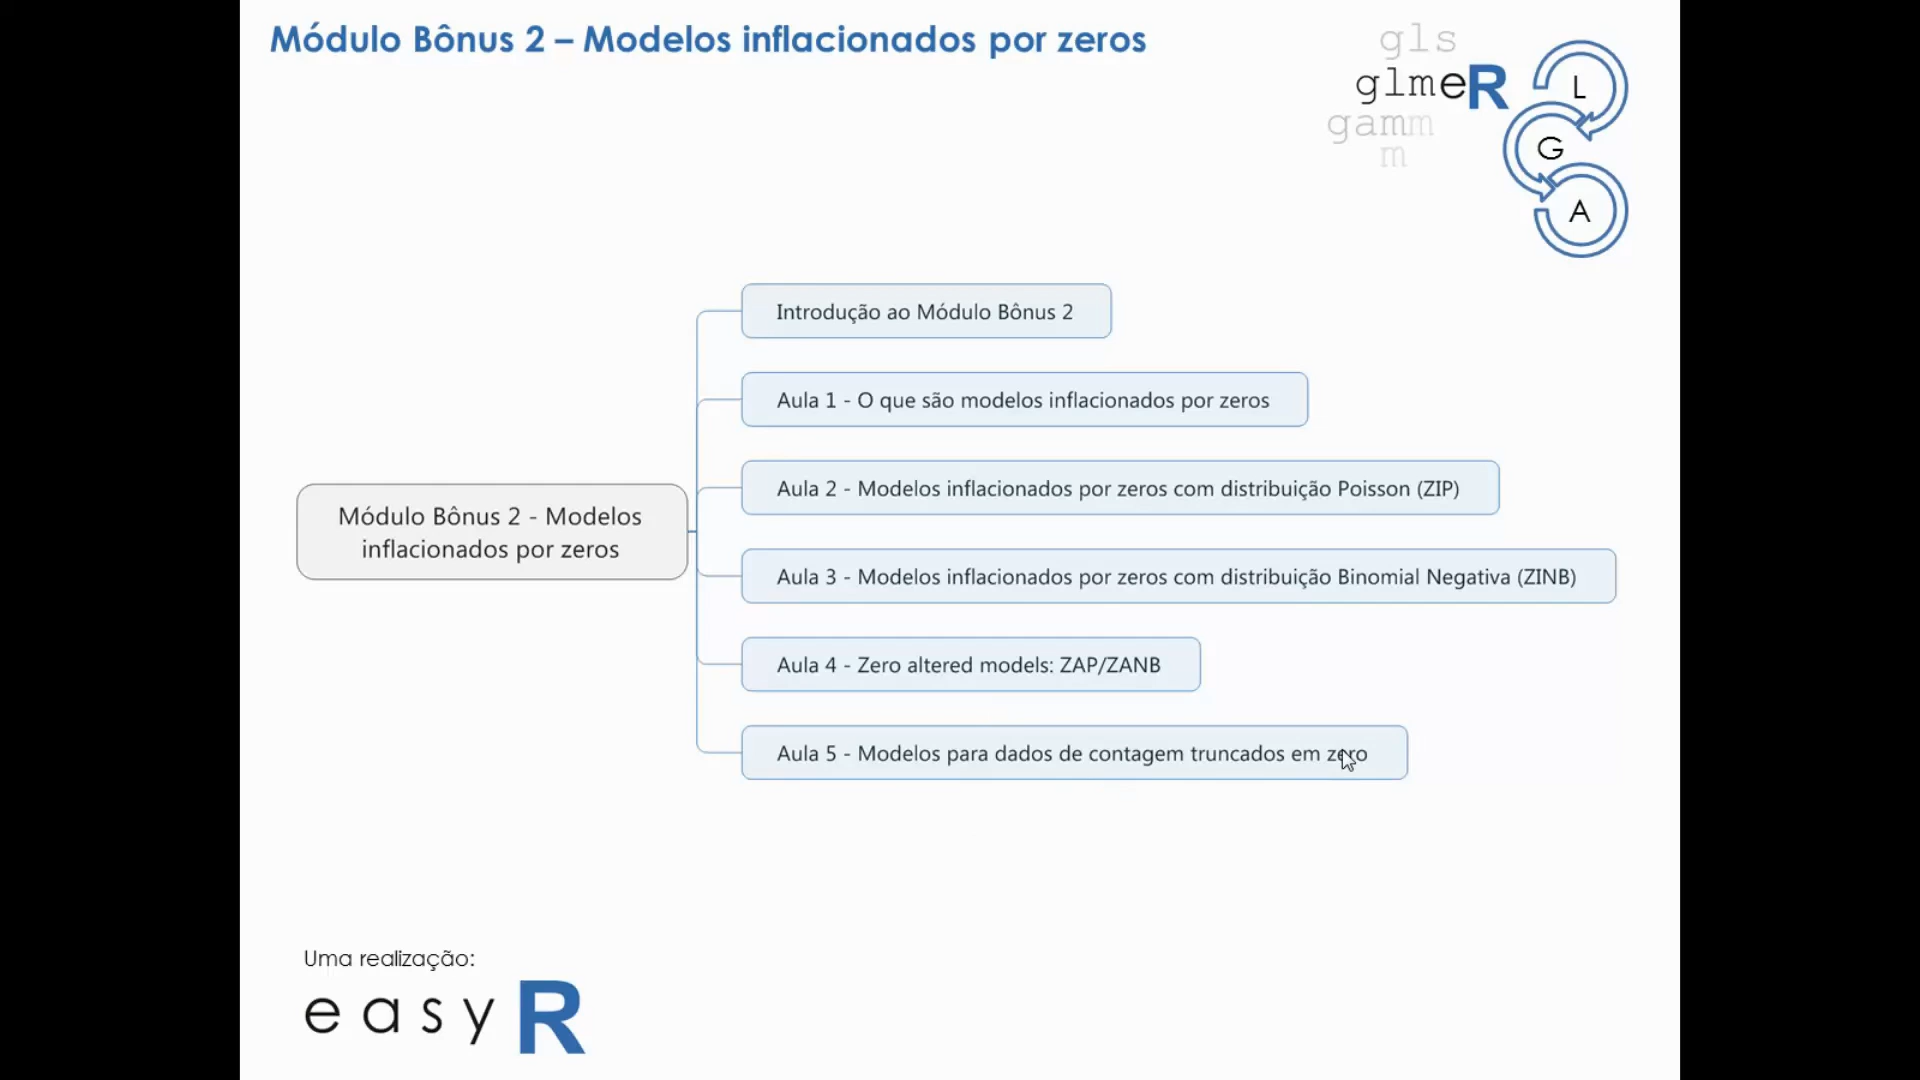 Módulo Bônus 2 – Modelos inflacionados por zeros
gls
glmeR
gamm
m
L
G
A
Introdução ao Módulo Bônus 2
Aula 1 - O que são modelos inflacionados por zeros
Aula 2 - Modelos inflacionados por zeros com distribuição Poisson (ZIP)
Módulo Bônus 2 - Modelos
inflacionados por zeros
Aula 3 - Modelos inflacionados por zeros com distribuição Binomial Negativa (ZINB)
Aula 4 - Zero altered models: ZAP/ZANB
Aula 5 - Modelos para dados de contagem truncados em zero
Uma realização:
easyR